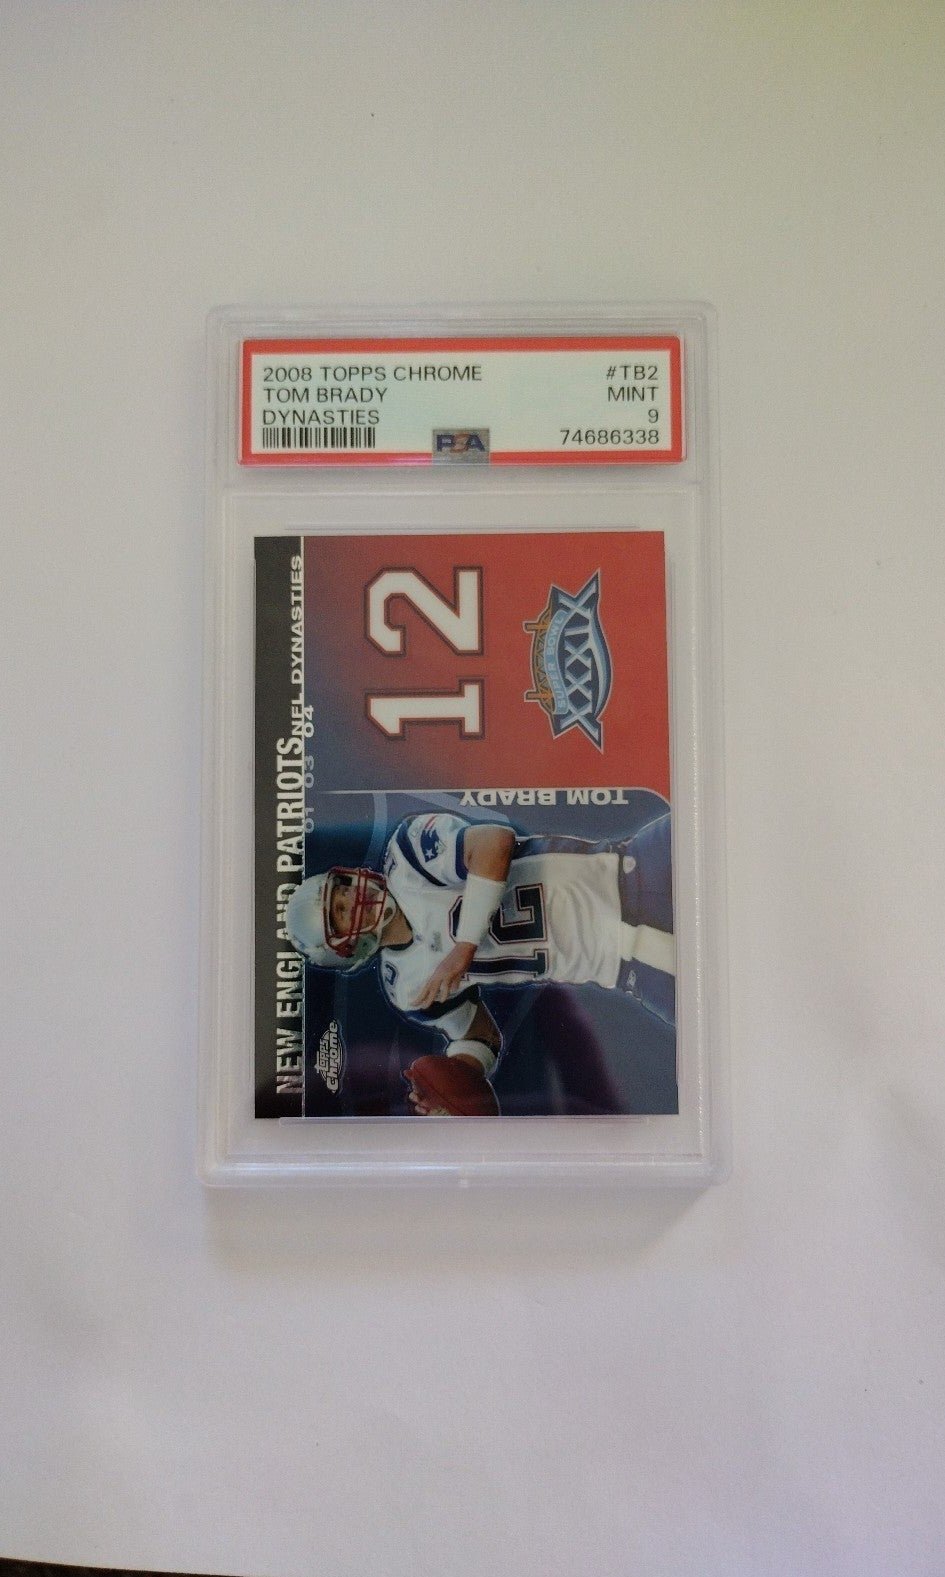 2008 TOPPS CHROME #TB2
TOM BRADY MINT
DYNASTIES 9
PSA 74686338
NEW ENGLAND PATRIOTS NFL DYNASTIES
01 03 04
12
SUPER BOWL
XXXIX
TOM BRADY
12
TOPPS
Chrome